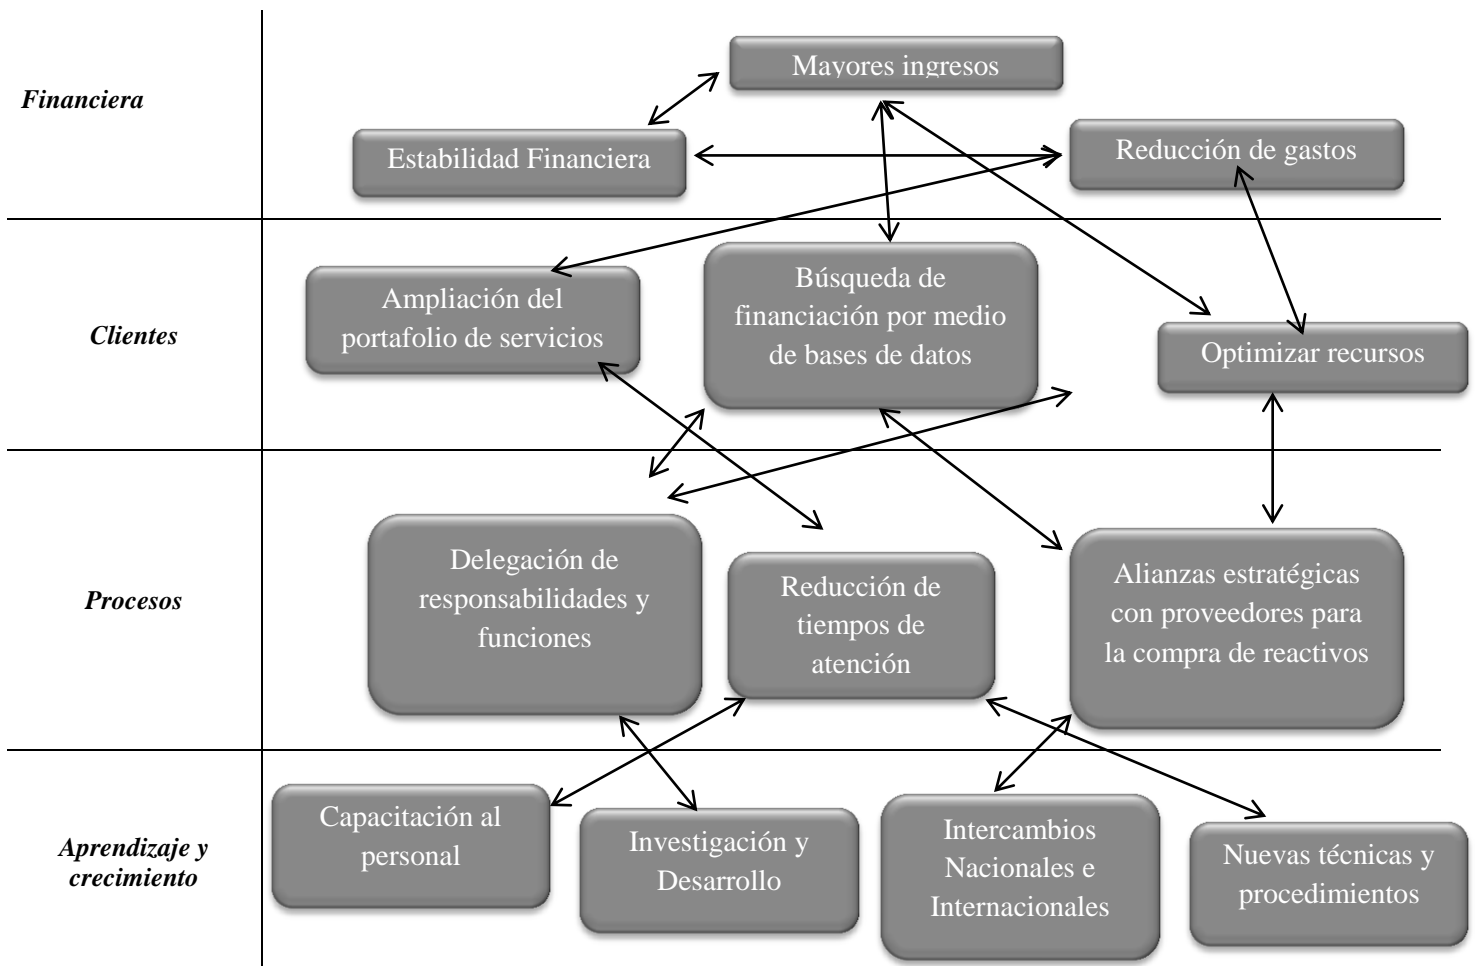 Financiera
Mayores ingresos
Estabilidad Financiera
Reducción de gastos
Clientes
Ampliación del
portafolio de servicios
Búsqueda de
financiación por medio
de bases de datos
Optimizar recursos
Procesos
Delegación de
responsabilidades y
funciones
Reducción de
tiempos de
atención
Alianzas estratégicas
con proveedores para
la compra de reactivos
Aprendizaje y
crecimiento
Capacitación al
personal
Investigación y
Desarrollo
Intercambios
Nacionales e
Internacionales
Nuevas técnicas y
procedimientos